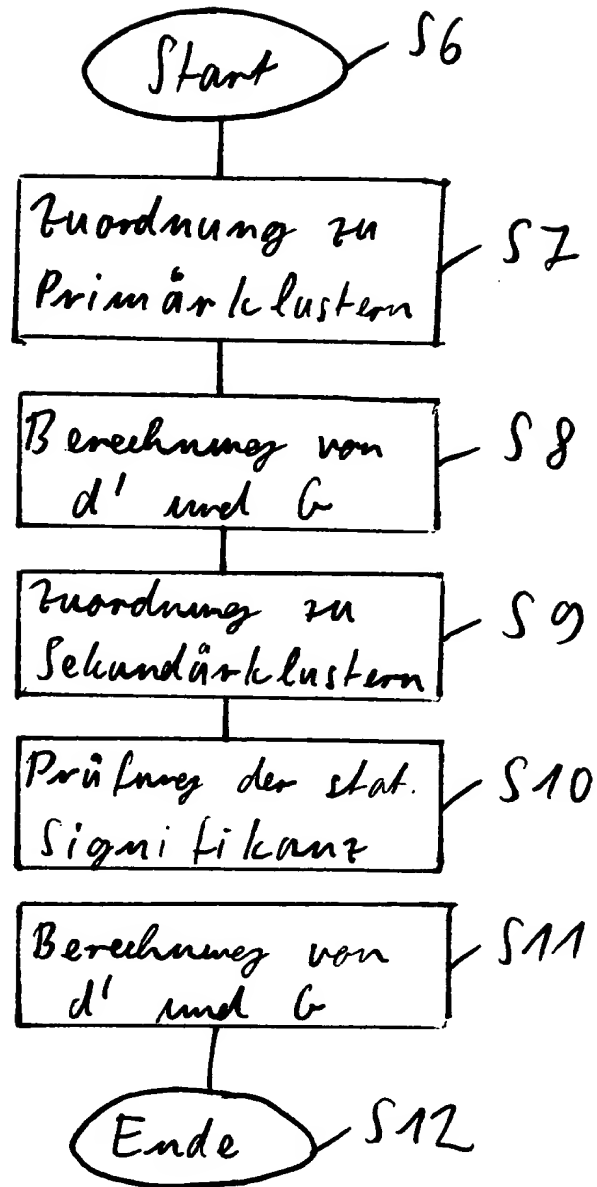 Start S6
Zuordnung zu
Primärklustern
S7
Berechnung von
d' und G
S8
Zuordnung zu
Sekundärklustern
S9
Prüfung der stat.
Signifikanz
S10
Berechnung von
d' und G
S11
Ende S12